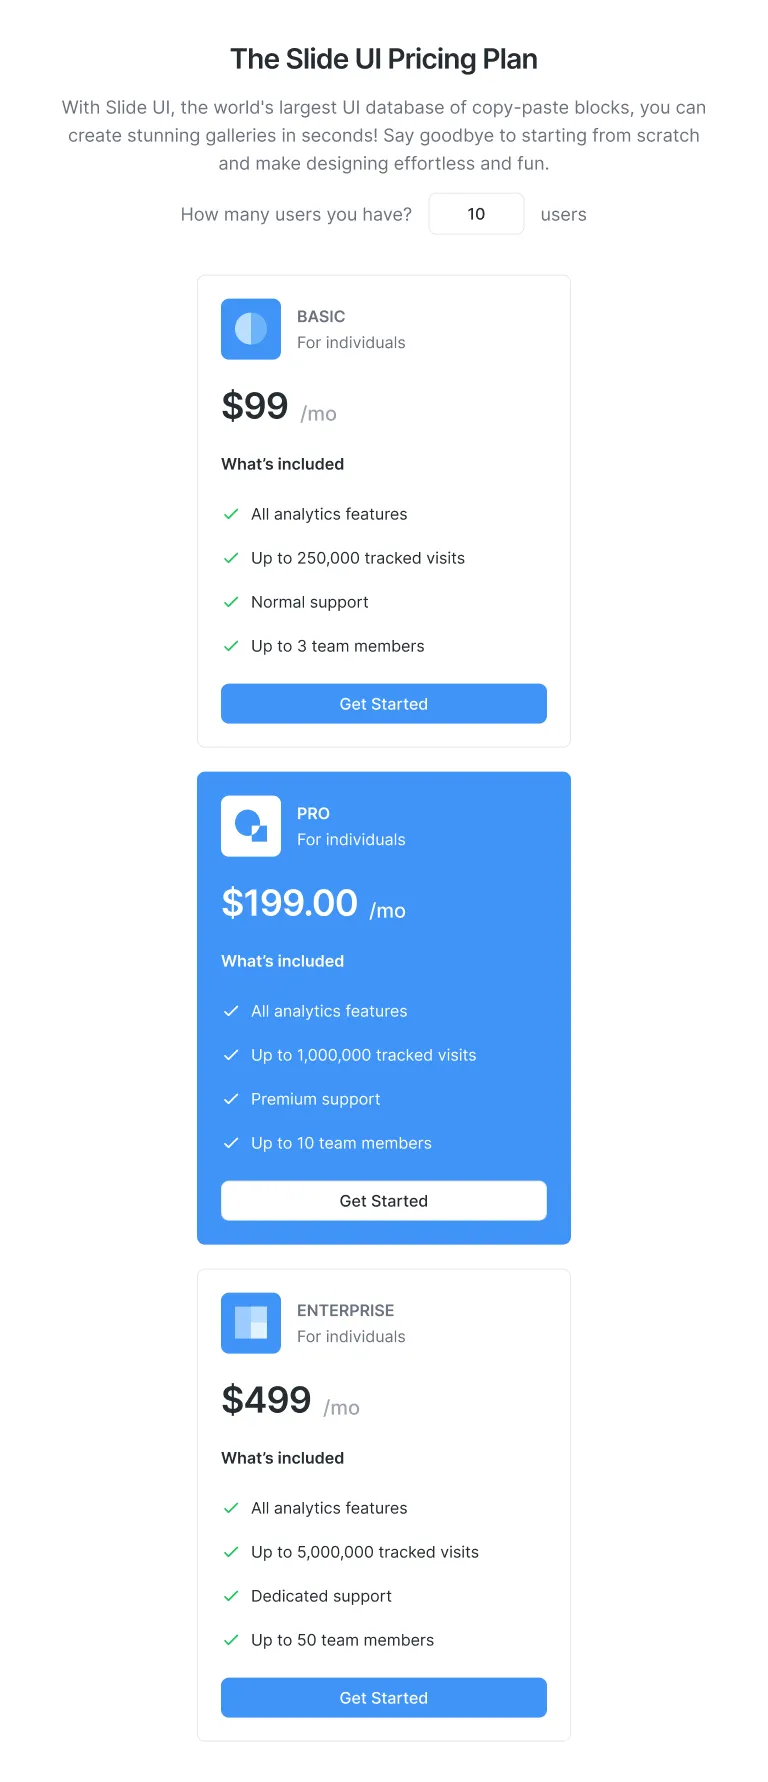 The Slide UI Pricing Plan
With Slide UI, the world's largest UI database of copy-paste blocks, you can
create stunning galleries in seconds! Say goodbye to starting from scratch
and make designing effortless and fun.
How many users you have? 10 users
BASIC
For individuals
$99 /mo
What’s included
All analytics features
Up to 250,000 tracked visits
Normal support
Up to 3 team members
Get Started
PRO
For individuals
$199.00 /mo
What’s included
All analytics features
Up to 1,000,000 tracked visits
Premium support
Up to 10 team members
Get Started
ENTERPRISE
For individuals
$499 /mo
What’s included
All analytics features
Up to 5,000,000 tracked visits
Dedicated support
Up to 50 team members
Get Started